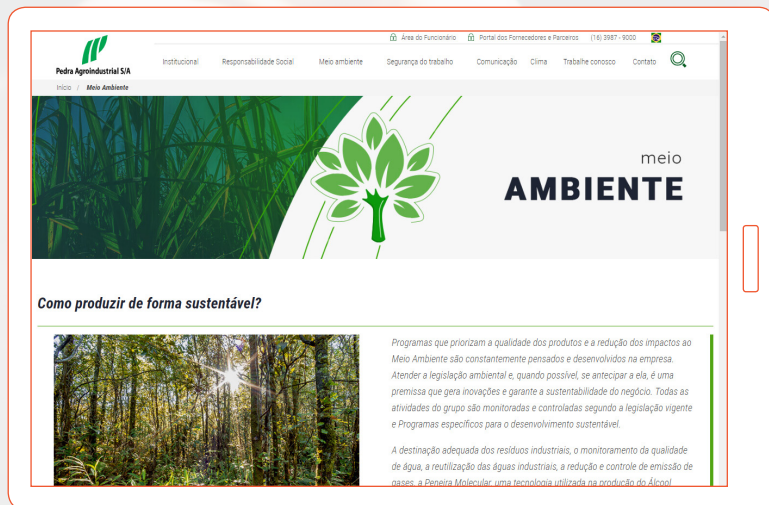 Área do Funcionário
Portal dos Fornecedores e Parceiros
(16) 3987 - 9000
Pedra Agroindustrial S/A
Institucional
Responsabilidade Social
Meio ambiente
Segurança do trabalho
Comunicação
Clima
Trabalhe conosco
Contato
Início / Meio Ambiente
meio
AMBIENTE
Como produzir de forma sustentável?
Programas que priorizam a qualidade dos produtos e a redução dos impactos ao
Meio Ambiente são constantemente pensados e desenvolvidos na empresa.
Atender a legislação ambiental e, quando possível, se antecipar a ela, é uma
premissa que gera inovações e garante a sustentabilidade do negócio. Todas as
atividades do grupo são monitoradas e controladas segundo a legislação vigente
e Programas específicos para o desenvolvimento sustentável.
A destinação adequada dos resíduos industriais, o monitoramento da qualidade
de água, a reutilização das águas industriais, a redução e controle de emissão de
gases, a Peneira Molecular, uma tecnologia utilizada na produção do Álcool